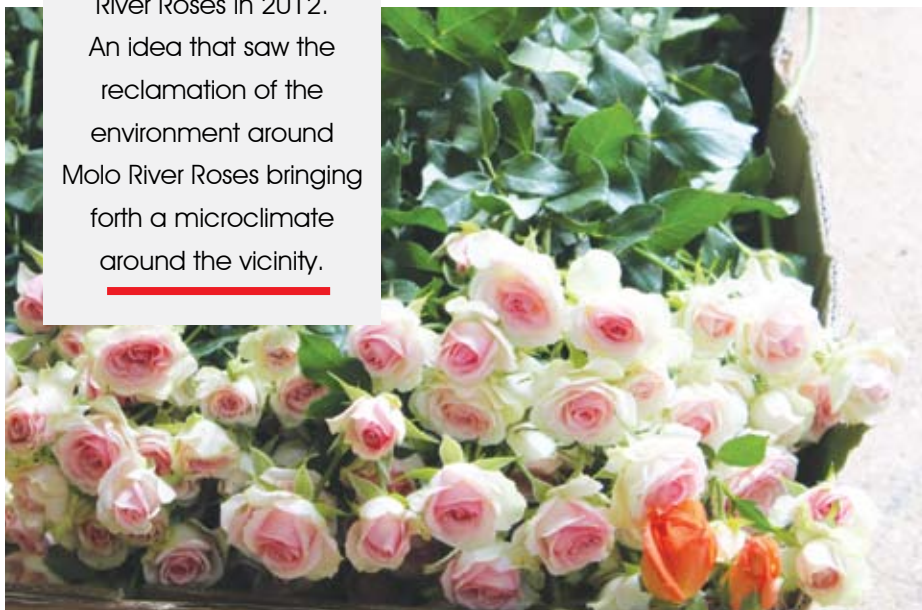 River Roses in 2012.
An idea that saw the
reclamation of the
environment around
Molo River Roses bringing
forth a microclimate
around the vicinity.